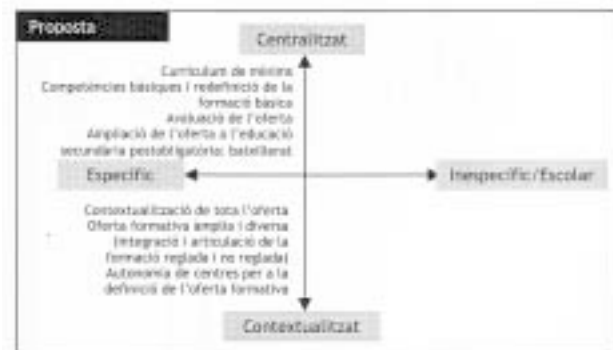 Proposta
Centralitzat
Currículum de mínims
Competències bàsiques i redefinició de la
formació bàsica
Avaluació de l'oferta
Ampliació de l'oferta a l'educació
secundària postobligatòria: batxillerat
Específic
Inespecífic/Escolar
Contextualització de tota l'oferta
Oferta formativa àmplia i diversa
(integració i articulació de la
formació reglada i no reglada)
Autonomia de centres per a la
definició de l'oferta formativa
Contextualitzat